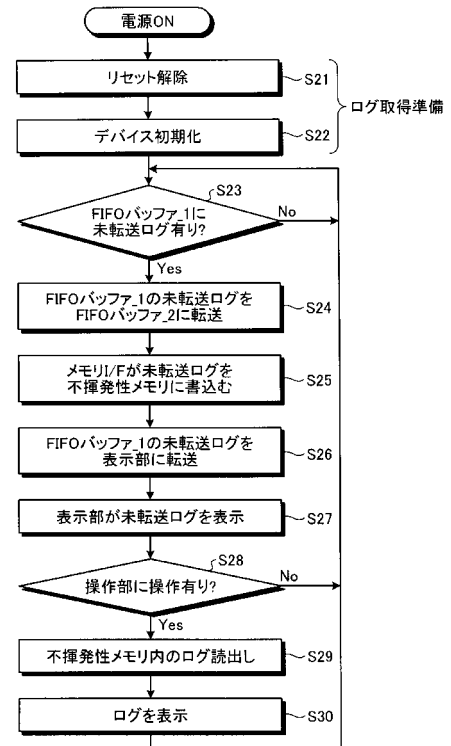 電源ON
リセット解除
S21
デバイス初期化
S22
ログ取得準備
S23
FIFOバッファ_1に
未転送ログ有り?
No
Yes
FIFOバッファ_1の未転送ログを
FIFOバッファ_2に転送
S24
メモリI/Fが未転送ログを
不揮発性メモリに書込む
S25
FIFOバッファ_1の未転送ログを
表示部に転送
S26
表示部が未転送ログを表示
S27
S28
操作部に操作有り?
No
Yes
不揮発性メモリ内のログ読出し
S29
ログを表示
S30